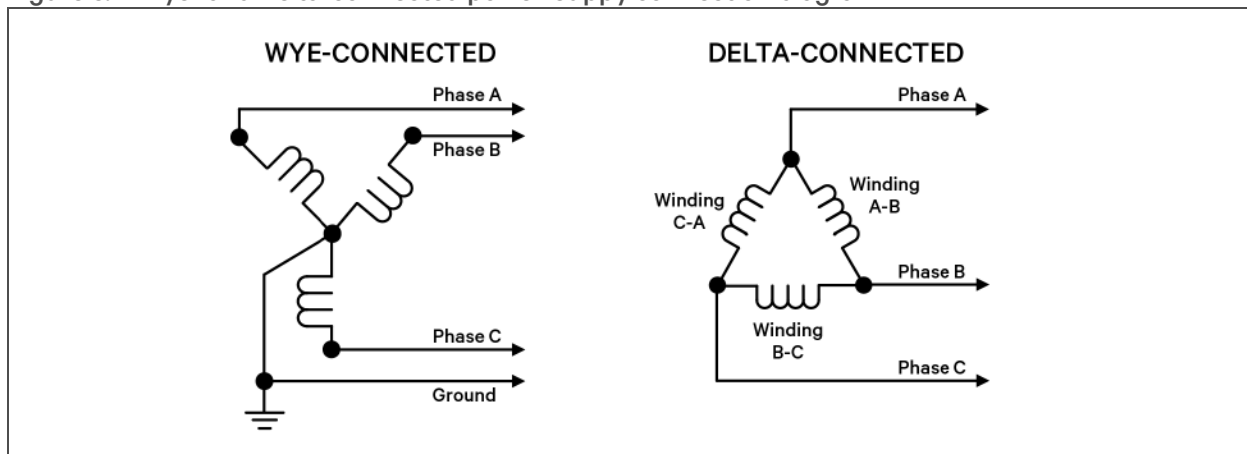 WYE-CONNECTED
Phase A
Phase B
Phase C
Ground
DELTA-CONNECTED
Phase A
Winding
C-A
Winding
A-B
Phase B
Winding
B-C
Phase C